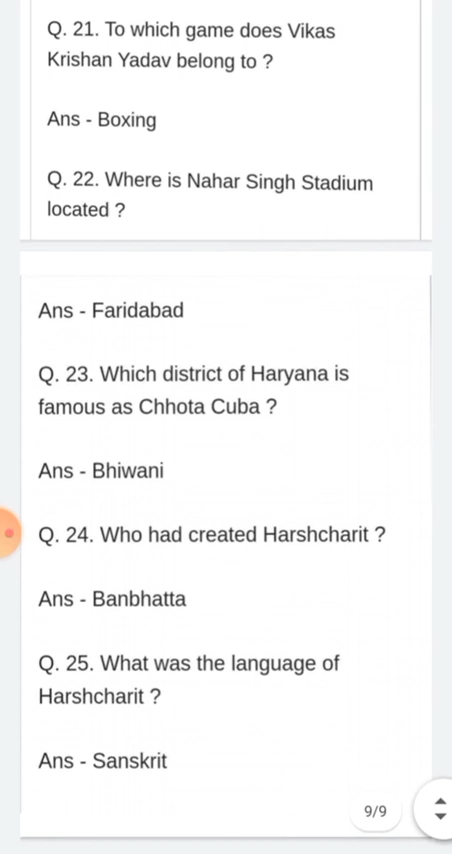 Q. 21. To which game does Vikas
Krishan Yadav belong to ?
Ans - Boxing
Q. 22. Where is Nahar Singh Stadium
located ?
Ans - Faridabad
Q. 23. Which district of Haryana is
famous as Chhota Cuba ?
Ans - Bhiwani
Q. 24. Who had created Harshcharit ?
Ans - Banbhatta
Q. 25. What was the language of
Harshcharit ?
Ans - Sanskrit
9/9